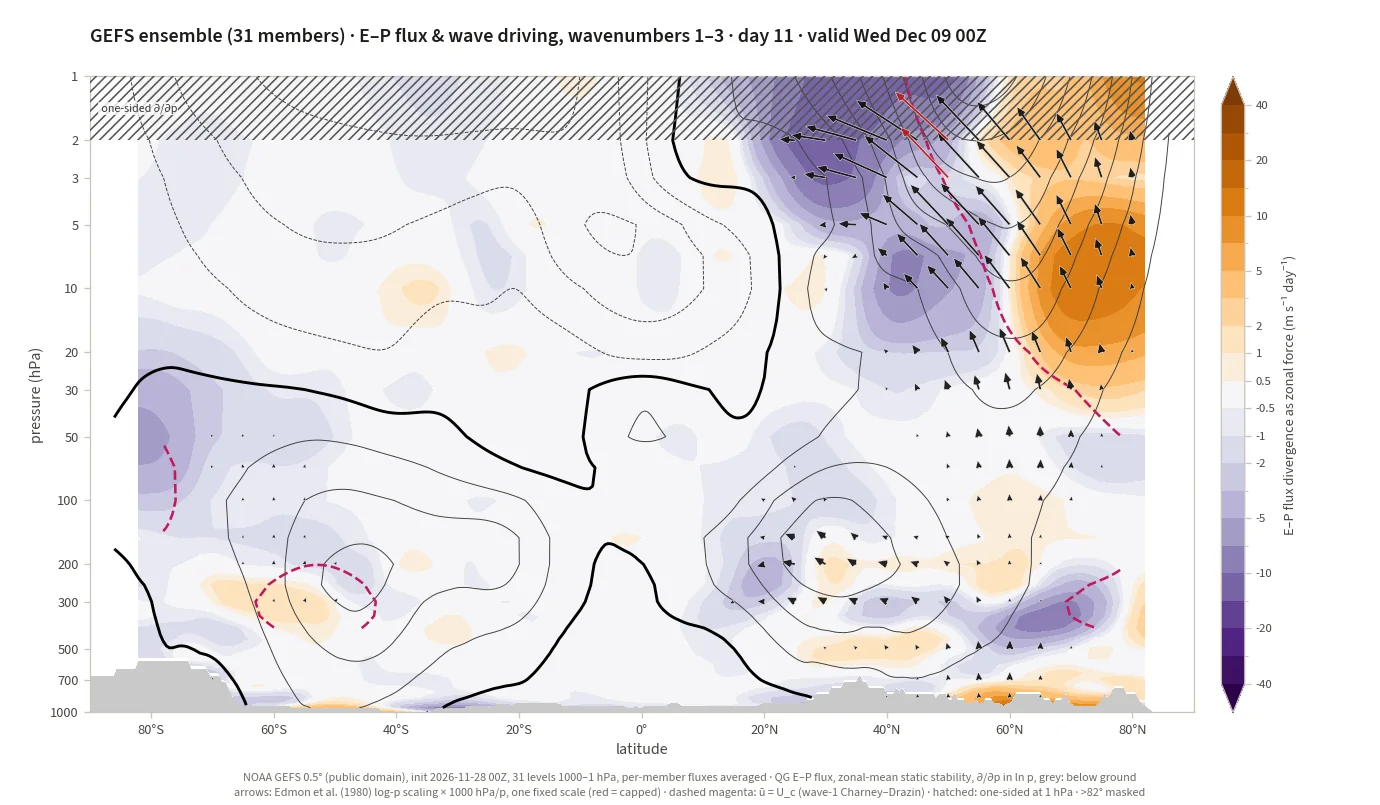 GEFS ensemble (31 members) · E–P flux & wave driving, wavenumbers 1–3 · day 11 · valid Wed Dec 09 00Z
one-sided ∂/∂p
pressure (hPa)
1
2
3
5
10
20
30
50
100
200
300
500
700
1000
80°S
60°S
40°S
20°S
0°
20°N
40°N
60°N
80°N
latitude
40
20
10
5
2
1
0.5
-0.5
-1
-2
-5
-10
-20
-40
E–P flux divergence as zonal force (m s⁻¹ day⁻¹)
NOAA GEFS 0.5° (public domain), init 2026-11-28 00Z, 31 levels 1000–1 hPa, per-member fluxes averaged · QG E–P flux, zonal-mean static stability, ∂/∂p in ln p, grey: below ground
arrows: Edmon et al. (1980) log-p scaling × 1000 hPa/p, one fixed scale (red = capped) · dashed magenta: ū = U_c (wave-1 Charney–Drazin) · hatched: one-sided at 1 hPa · >82° masked